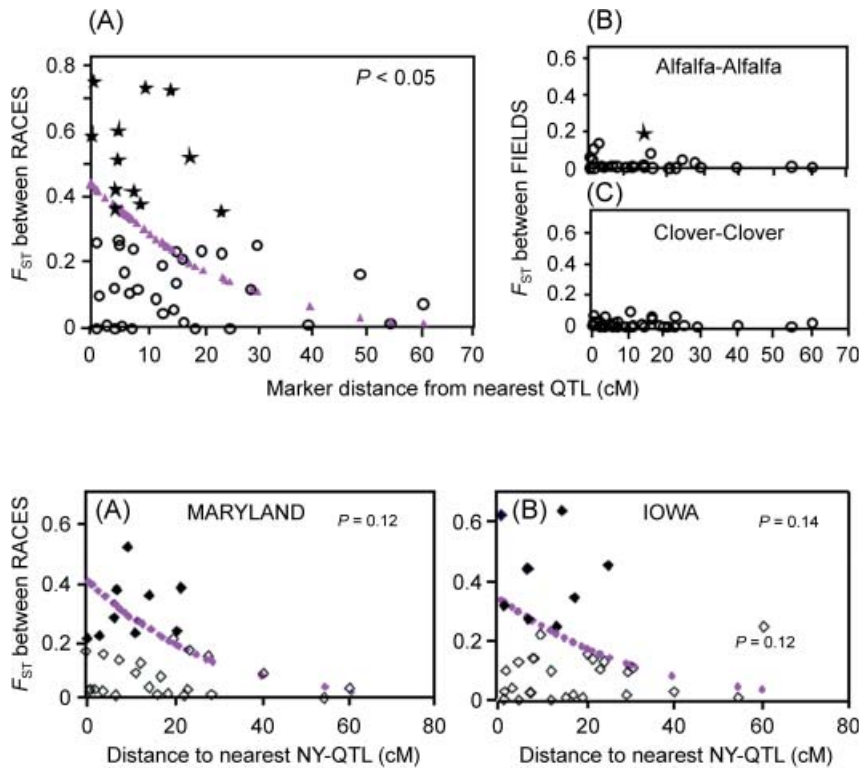 (A)
P < 0.05
0.8
0.6
0.4
0.2
0
0 10 20 30 40 50 60 70
F_ST between RACES
(B)
Alfalfa-Alfalfa
0.6
0.4
0.2
0
(C)
Clover-Clover
0.6
0.4
0.2
0
0 10 20 30 40 50 60 70
F_ST between FIELDS
Marker distance from nearest QTL (cM)
(A) MARYLAND
P = 0.12
0.6
0.4
0.2
0
0 20 40 60 80
F_ST between RACES
Distance to nearest NY-QTL (cM)
(B) IOWA
P = 0.14
P = 0.12
0.6
0.4
0.2
0
0 20 40 60 80
Distance to nearest NY-QTL (cM)